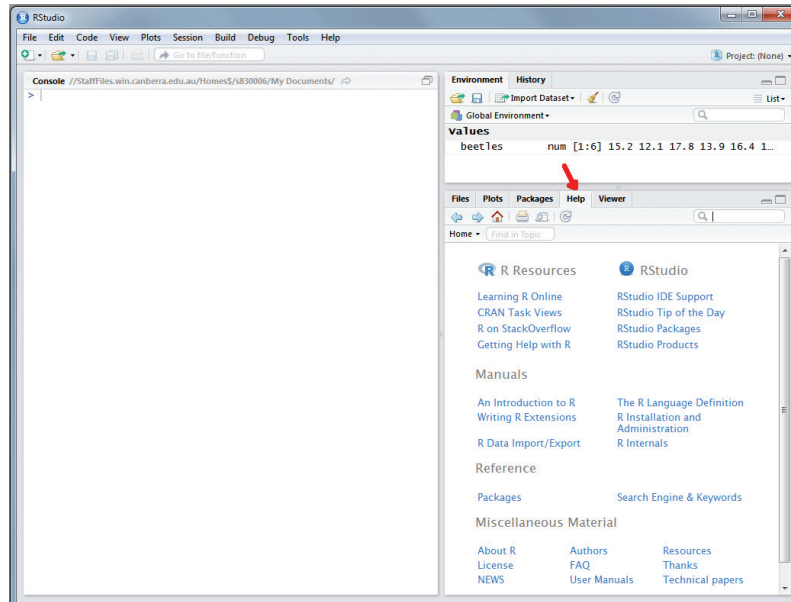 RStudio
File Edit Code View Plots Session Build Debug Tools Help
Go to file/function
Project: (None)
Console //StaffFiles.win.canberra.edu.au/Homes$/s830006/My Documents/
>
Environment History
Import Dataset
List
Global Environment
Values
beetles num [1:6] 15.2 12.1 17.8 13.9 16.4 1…
Files Plots Packages Help Viewer
Home Find in Topic
R Resources
Learning R Online
CRAN Task Views
R on StackOverflow
Getting Help with R
RStudio
RStudio IDE Support
RStudio Tip of the Day
RStudio Packages
RStudio Products
Manuals
An Introduction to R The R Language Definition
Writing R Extensions R Installation and
Administration
R Data Import/Export R Internals
Reference
Packages Search Engine & Keywords
Miscellaneous Material
About R Authors Resources
License FAQ Thanks
NEWS User Manuals Technical papers